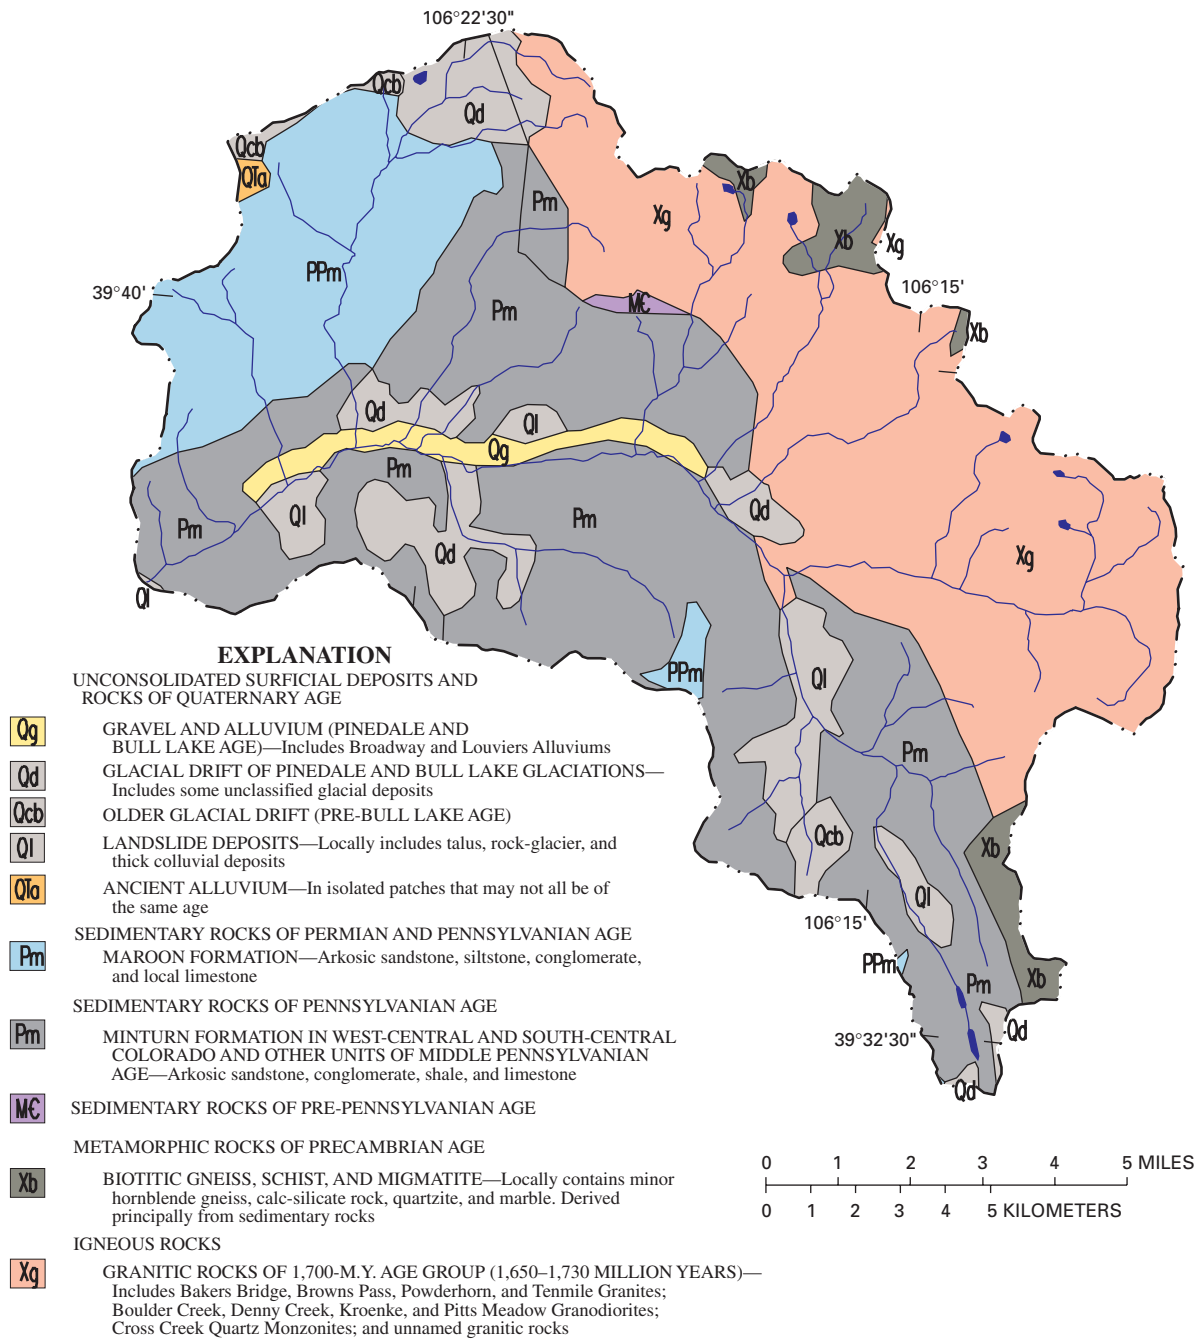 106°22'30"
Qcb
Qd
Qcb
QTa
Xb
Pm
Xg
Xb
Xg
PPm
39°40'
106°15'
M€
Pm
Xb
Qd
Ql
Qg
Pm
Qd
Ql
Pm
Pm
Qd
Xg
Ql
PPm
Ql
Pm
Qcb
Xb
Ql
106°15'
PPm
Pm
Xb
39°32'30"
Qd
Qd
EXPLANATION
UNCONSOLIDATED SURFICIAL DEPOSITS AND
ROCKS OF QUATERNARY AGE
Qg GRAVEL AND ALLUVIUM (PINEDALE AND
BULL LAKE AGE)—Includes Broadway and Louviers Alluviums
Qd GLACIAL DRIFT OF PINEDALE AND BULL LAKE GLACIATIONS—
Includes some unclassified glacial deposits
Qcb OLDER GLACIAL DRIFT (PRE-BULL LAKE AGE)
Ql LANDSLIDE DEPOSITS—Locally includes talus, rock-glacier, and
thick colluvial deposits
QTa ANCIENT ALLUVIUM—In isolated patches that may not all be of
the same age
SEDIMENTARY ROCKS OF PERMIAN AND PENNSYLVANIAN AGE
Pm MAROON FORMATION—Arkosic sandstone, siltstone, conglomerate,
and local limestone
SEDIMENTARY ROCKS OF PENNSYLVANIAN AGE
Pm MINTURN FORMATION IN WEST-CENTRAL AND SOUTH-CENTRAL
COLORADO AND OTHER UNITS OF MIDDLE PENNSYLVANIAN
AGE—Arkosic sandstone, conglomerate, shale, and limestone
M€ SEDIMENTARY ROCKS OF PRE-PENNSYLVANIAN AGE
METAMORPHIC ROCKS OF PRECAMBRIAN AGE
Xb BIOTITIC GNEISS, SCHIST, AND MIGMATITE—Locally contains minor
hornblende gneiss, calc-silicate rock, quartzite, and marble. Derived
principally from sedimentary rocks
IGNEOUS ROCKS
Xg GRANITIC ROCKS OF 1,700-M.Y. AGE GROUP (1,650–1,730 MILLION YEARS)—
Includes Bakers Bridge, Browns Pass, Powderhorn, and Tenmile Granites;
Boulder Creek, Denny Creek, Kroenke, and Pitts Meadow Granodiorites;
Cross Creek Quartz Monzonites; and unnamed granitic rocks
0 1 2 3 4 5 MILES
0 1 2 3 4 5 KILOMETERS